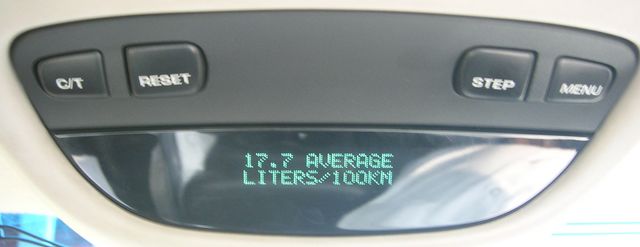 C/T RESET STEP MENU
17.7 AVERAGE
LITERS/100KM